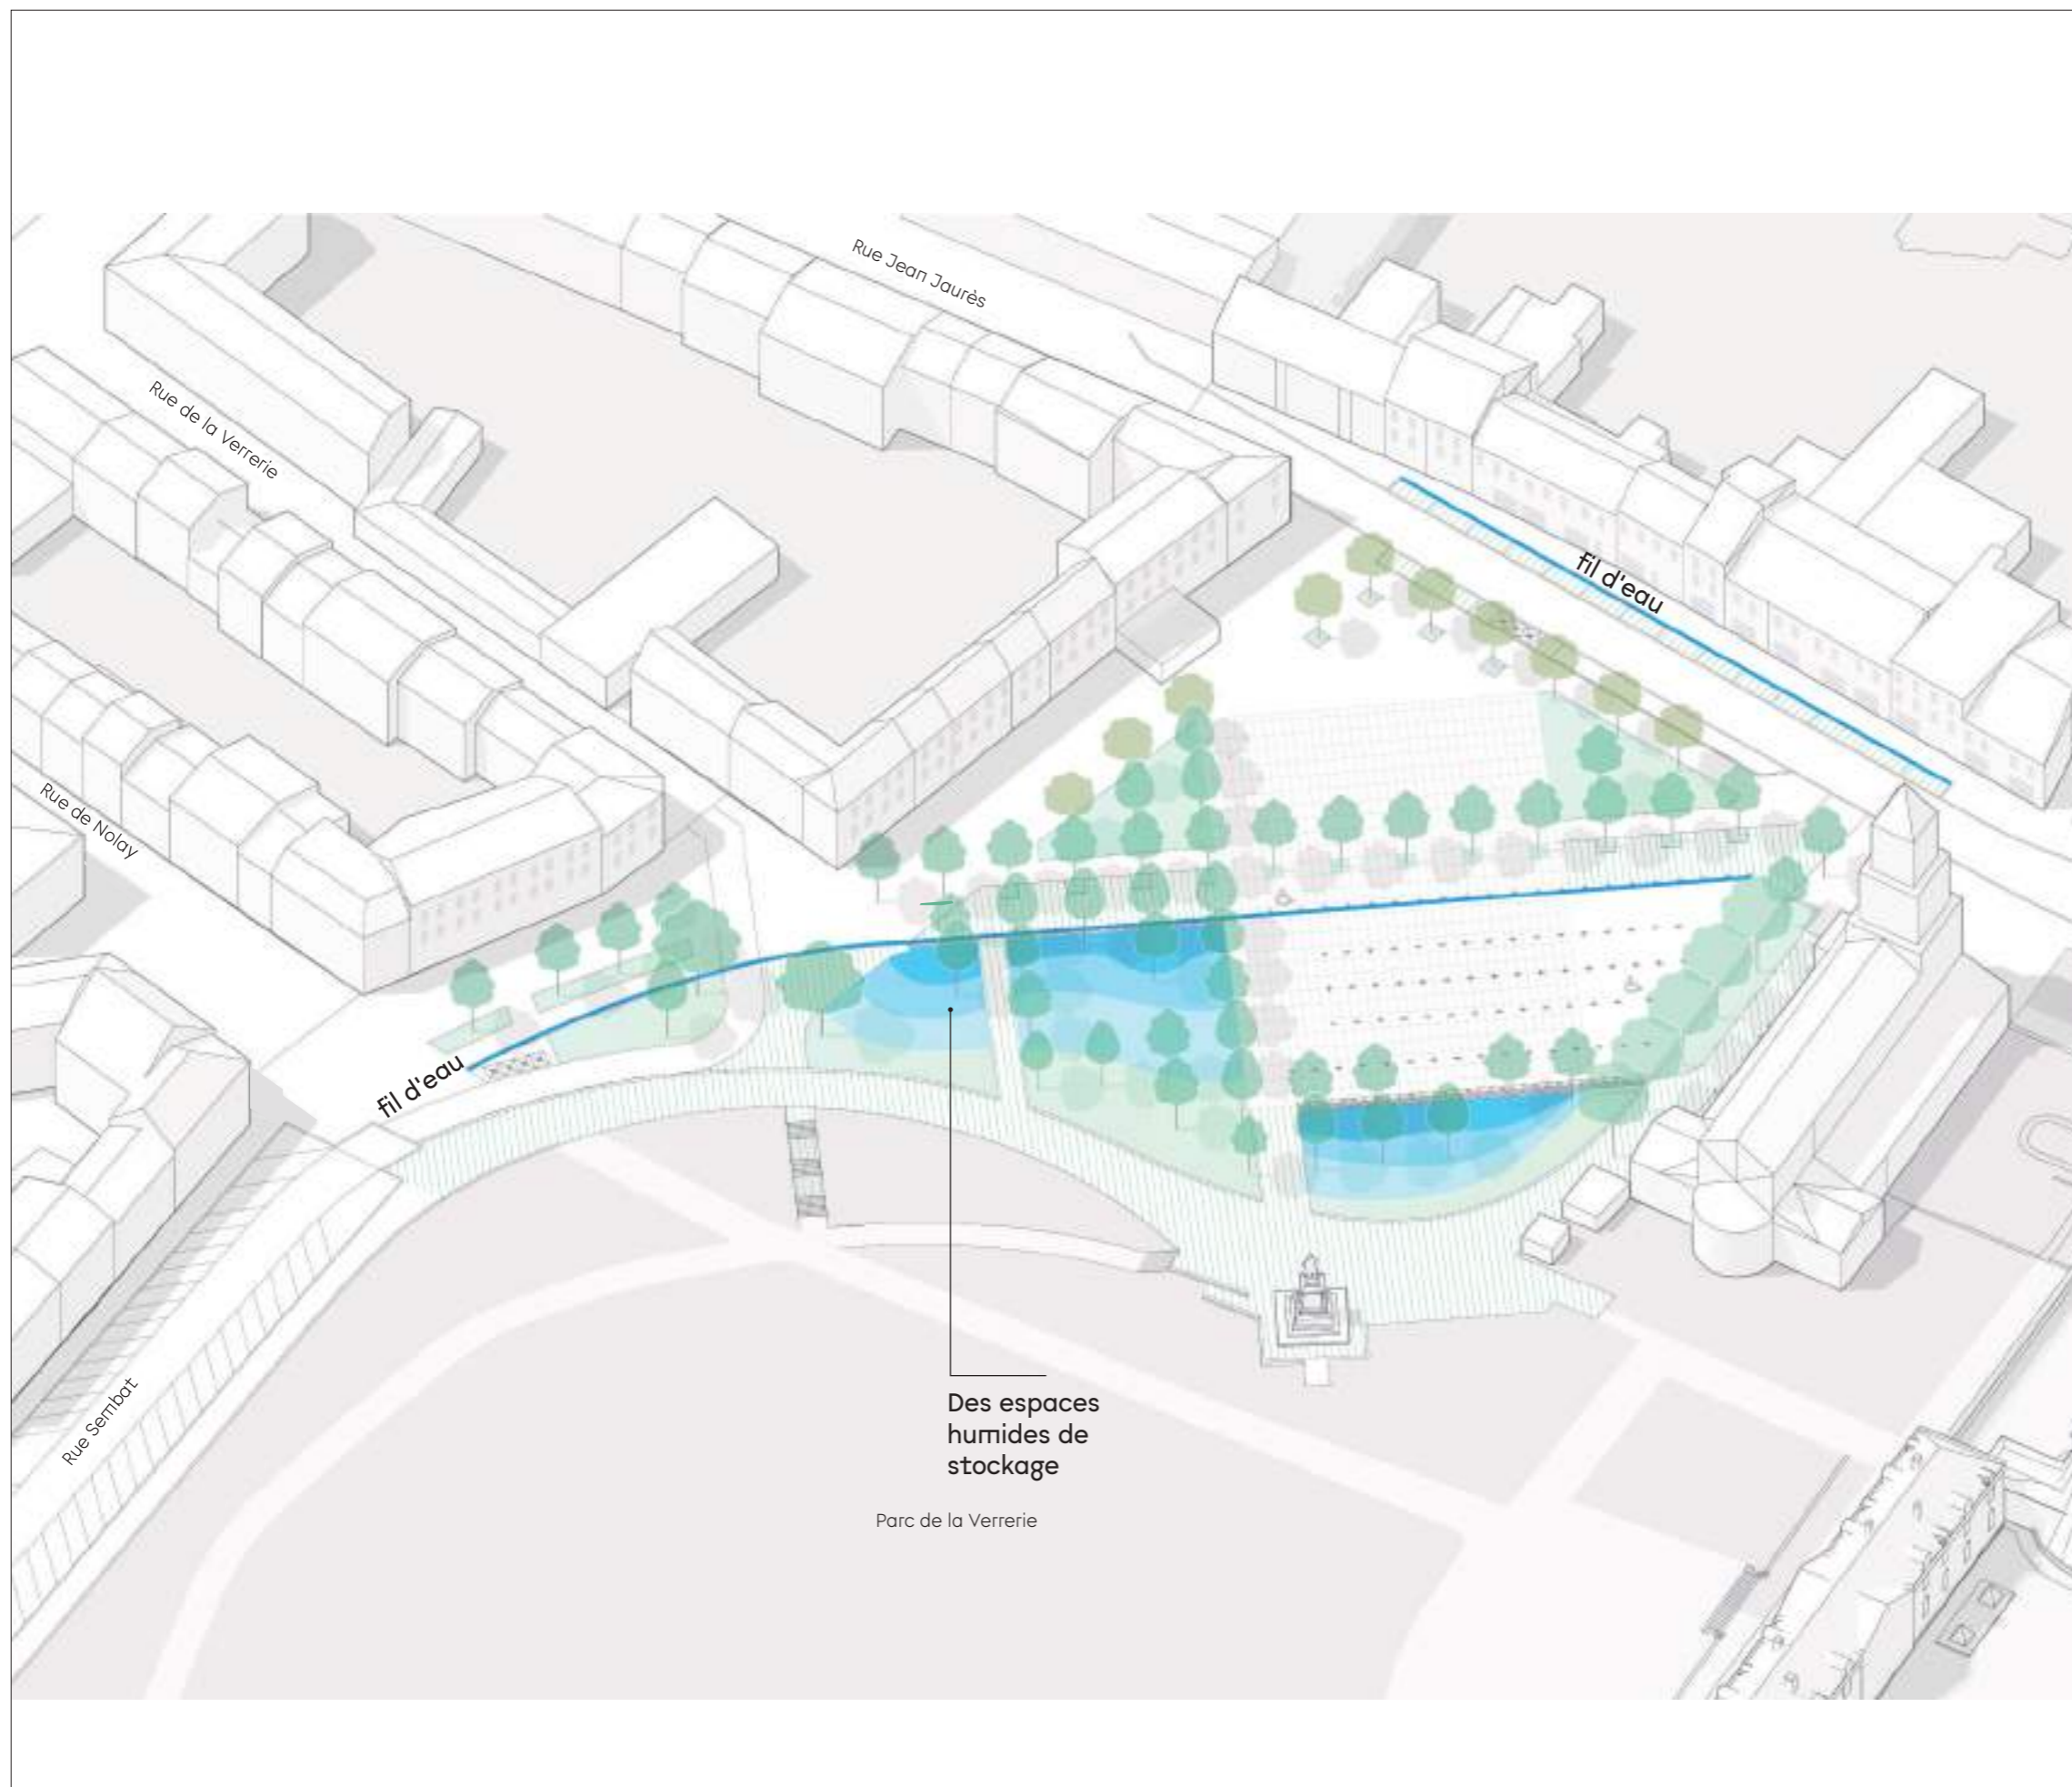 Rue Jean Jaurès
Rue de la Verrerie
fil d'eau
Rue de Nolay
fil d'eau
Rue Sembat
Des espaces
humides de
stockage
Parc de la Verrerie